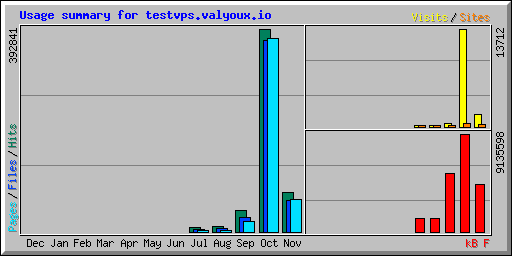 Usage summary for testvps.valyoux.io
Visits / Sites
392841
13712
9135598
Pages / Files / Hits
Dec Jan Feb Mar Apr May Jun Jul Aug Sep Oct Nov
kB F